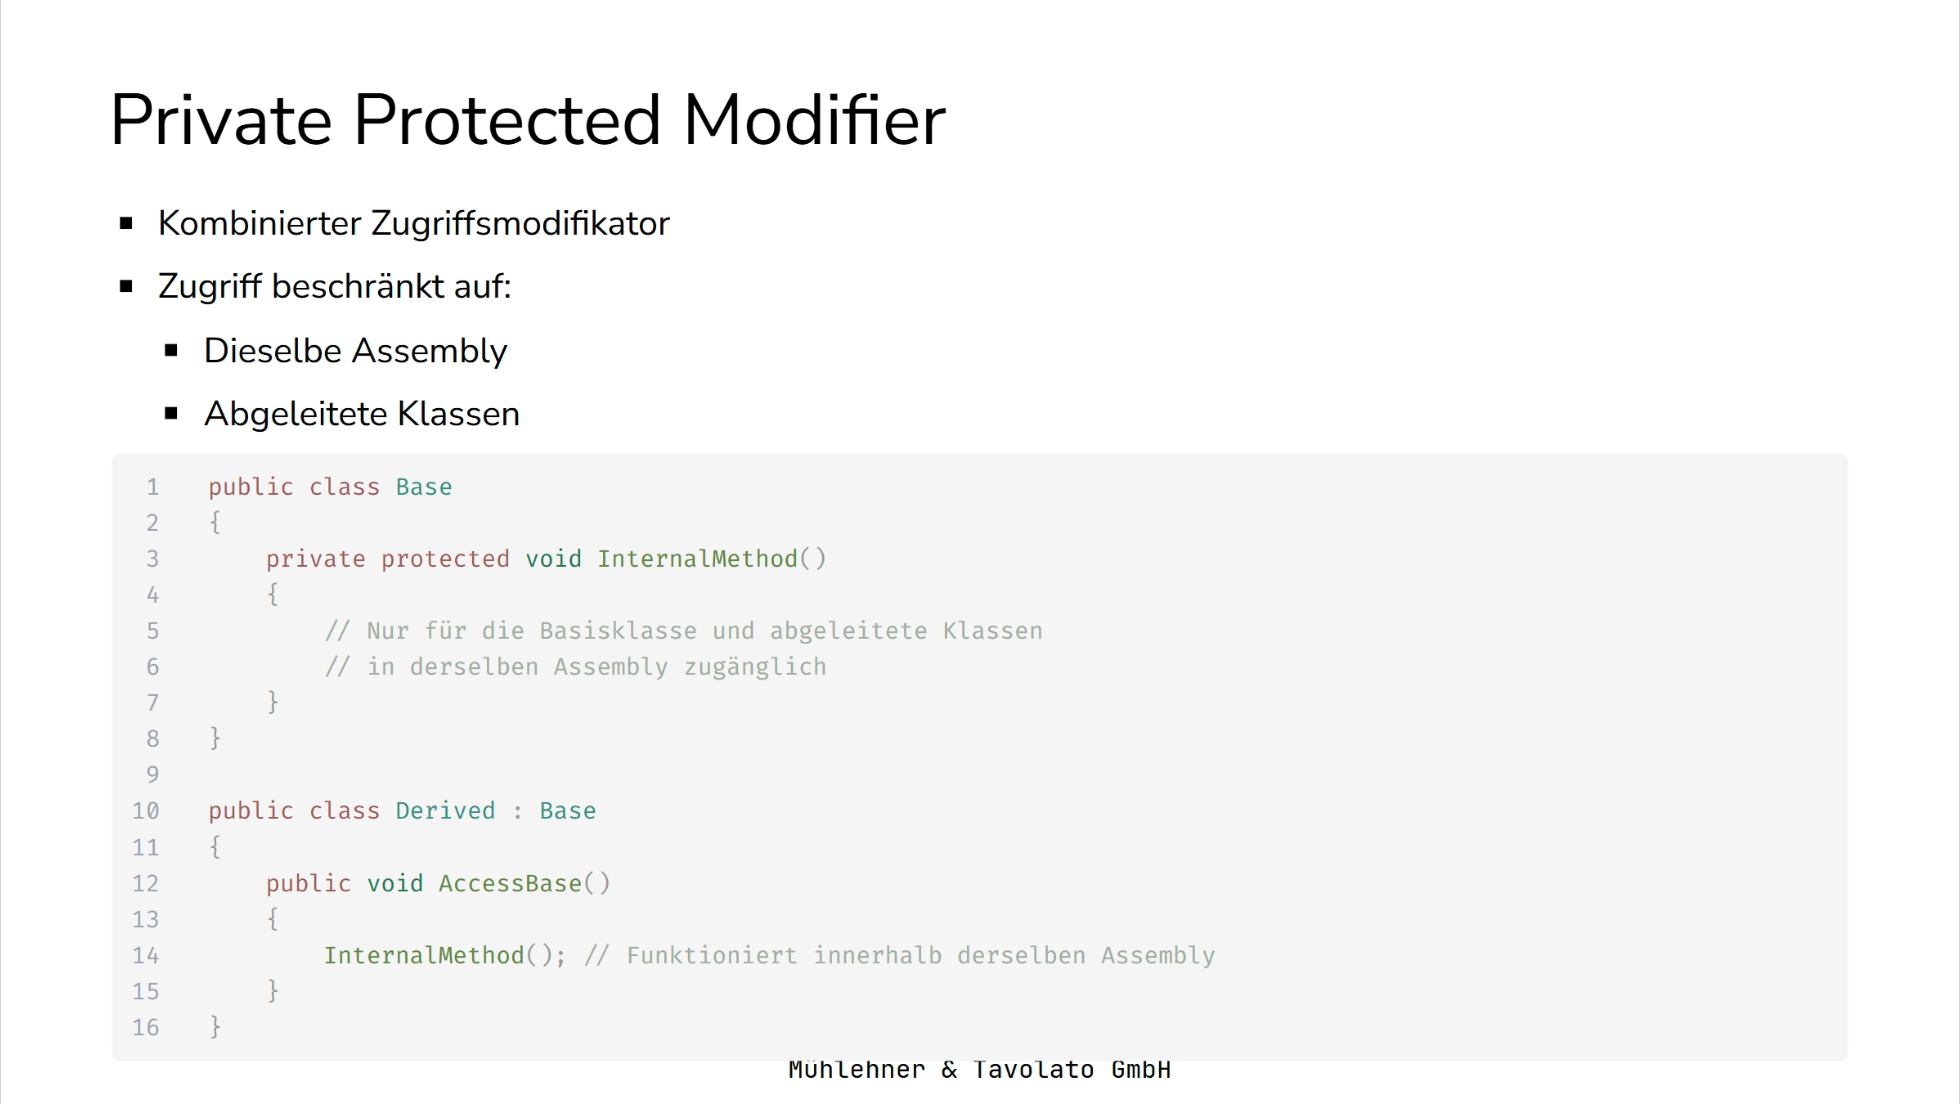 Private Protected Modifier
▪ Kombinierter Zugriffsmodifikator
▪ Zugriff beschränkt auf:
▪ Dieselbe Assembly
▪ Abgeleitete Klassen
1 public class Base
2 {
3     private protected void InternalMethod()
4     {
5         // Nur für die Basisklasse und abgeleitete Klassen
6         // in derselben Assembly zugänglich
7     }
8 }
9
10 public class Derived : Base
11 {
12     public void AccessBase()
13     {
14         InternalMethod(); // Funktioniert innerhalb derselben Assembly
15     }
16 }
Mühlehner & Tavolato GmbH